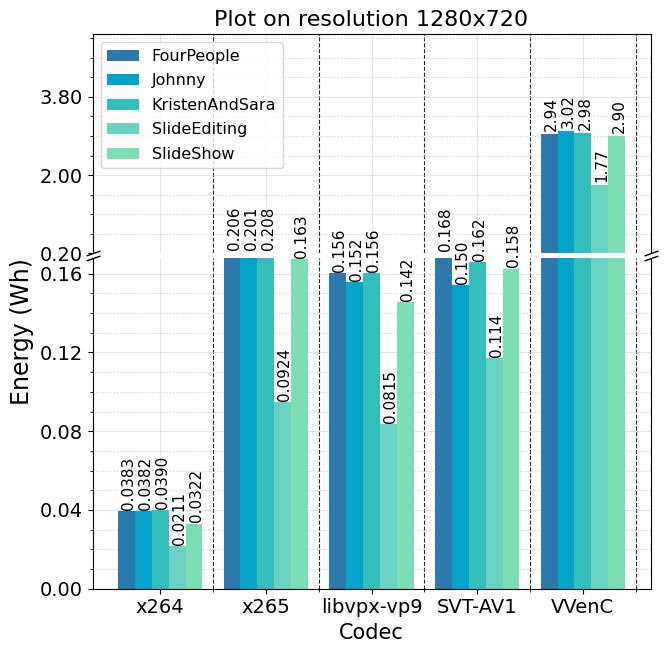 Plot on resolution 1280x720
FourPeople
Johnny
KristenAndSara
SlideEditing
SlideShow
3.80
2.00
0.20
0.16
0.12
0.08
0.04
0.00
Energy (Wh)
0.0383
0.0382
0.0390
0.0211
0.0322
0.206
0.201
0.208
0.0924
0.163
0.156
0.152
0.156
0.0815
0.142
0.168
0.150
0.162
0.114
0.158
2.94
3.02
2.98
1.77
2.90
x264
x265
libvpx-vp9
SVT-AV1
VVenC
Codec